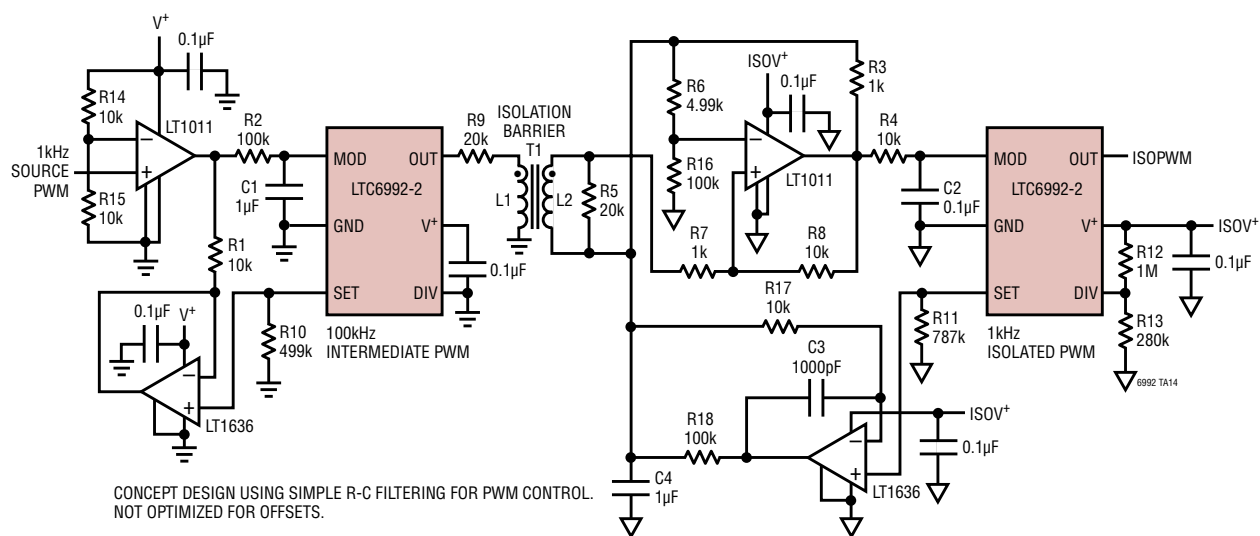 V+
0.1µF
R14
10k
LT1011
R2
100k
1kHz
SOURCE
PWM
R15
10k
C1
1µF
R1
10k
MOD
OUT
LTC6992-2
GND
V+
SET
DIV
100kHz
INTERMEDIATE PWM
0.1µF
R9
20k
ISOLATION
BARRIER
T1
L1
L2
R5
20k
0.1µF
V+
R10
499k
LT1636
R6
4.99k
ISOV+
0.1µF
R3
1k
R16
100k
LT1011
R4
10k
R7
1k
R8
10k
C2
0.1µF
MOD
OUT
LTC6992-2
GND
V+
SET
DIV
1kHz
ISOLATED PWM
ISOPWM
ISOV+
R12
1M
0.1µF
R13
280k
R11
787k
R17
10k
C3
1000pF
ISOV+
0.1µF
R18
100k
LT1636
C4
1µF
6992 TA14
CONCEPT DESIGN USING SIMPLE R-C FILTERING FOR PWM CONTROL.
NOT OPTIMIZED FOR OFFSETS.